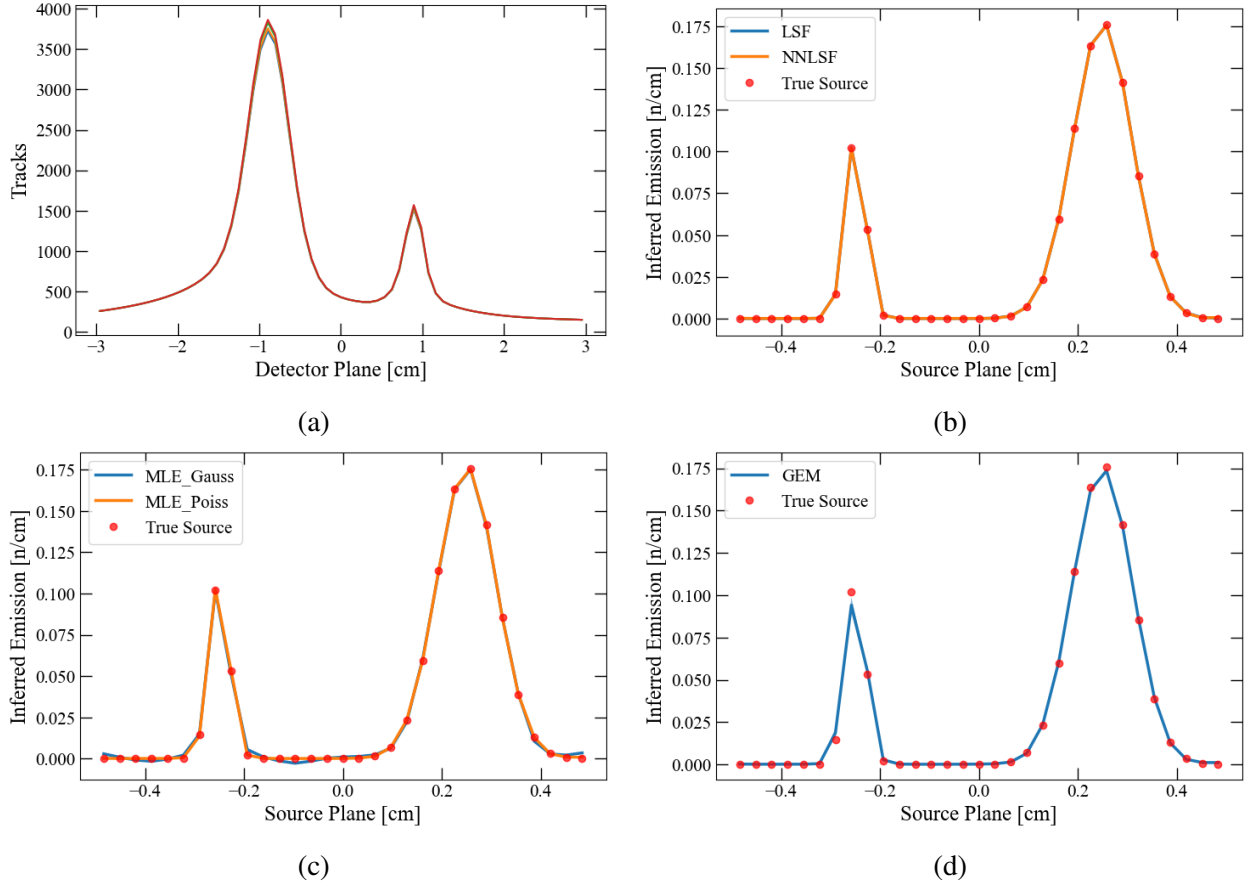 4000
3500
3000
2500
2000
1500
1000
500
0
Tracks
−3
−2
−1
0
1
2
3
Detector Plane [cm]
(a)
0.175
0.150
0.125
0.100
0.075
0.050
0.025
0.000
Inferred Emission [n/cm]
LSF
NNLSF
True Source
−0.4
−0.2
0.0
0.2
0.4
Source Plane [cm]
(b)
0.175
0.150
0.125
0.100
0.075
0.050
0.025
0.000
Inferred Emission [n/cm]
MLE_Gauss
MLE_Poiss
True Source
−0.4
−0.2
0.0
0.2
0.4
Source Plane [cm]
(c)
0.175
0.150
0.125
0.100
0.075
0.050
0.025
0.000
Inferred Emission [n/cm]
GEM
True Source
−0.4
−0.2
0.0
0.2
0.4
Source Plane [cm]
(d)